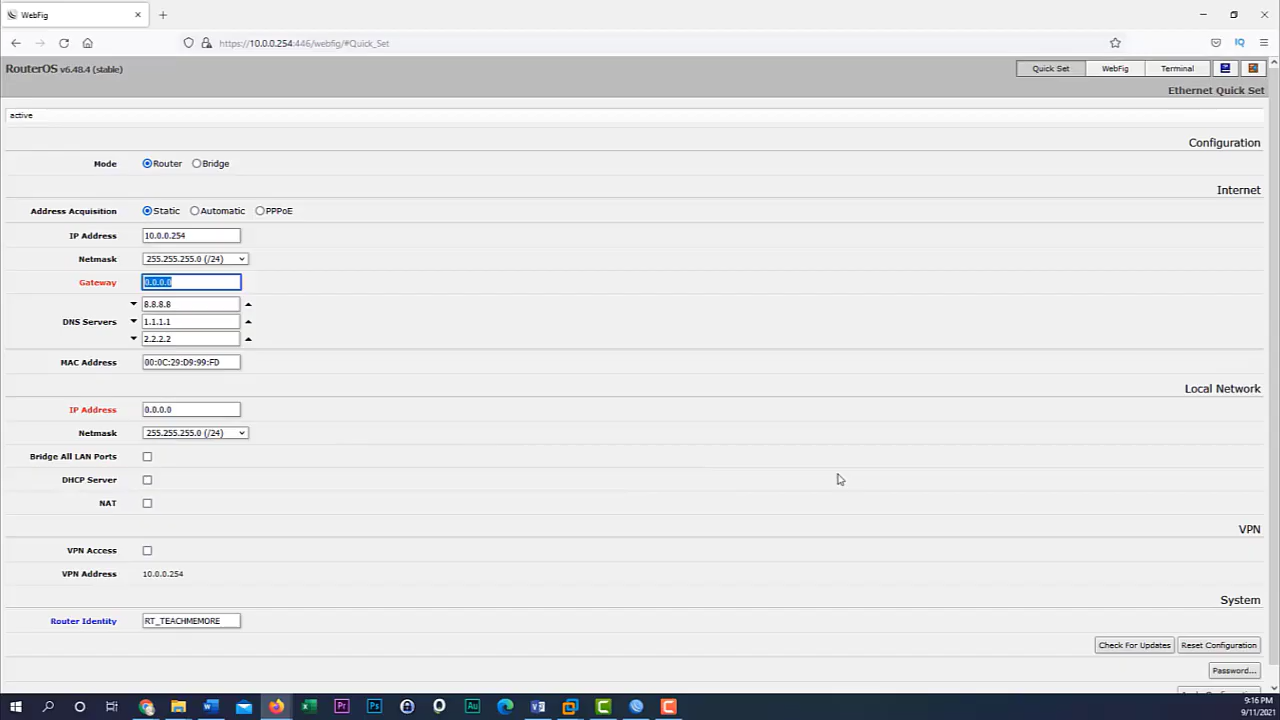 WebFig
https://10.0.0.254:446/webfig/#Quick_Set
RouterOS v6.48.4 (stable)
Quick Set
WebFig
Terminal
Ethernet Quick Set
active
Configuration
Mode
Router
Bridge
Internet
Address Acquisition
Static
Automatic
PPPoE
IP Address
10.0.0.254
Netmask
255.255.255.0 (/24)
Gateway
0.0.0.0
DNS Servers
8.8.8.8
1.1.1.1
2.2.2.2
MAC Address
00:0C:29:D9:99:FD
Local Network
IP Address
0.0.0.0
Netmask
255.255.255.0 (/24)
Bridge All LAN Ports
DHCP Server
NAT
VPN
VPN Access
VPN Address
10.0.0.254
System
Router Identity
RT_TEACHMEMORE
Check For Updates
Reset Configuration
Password...
9:16 PM
9/11/2021